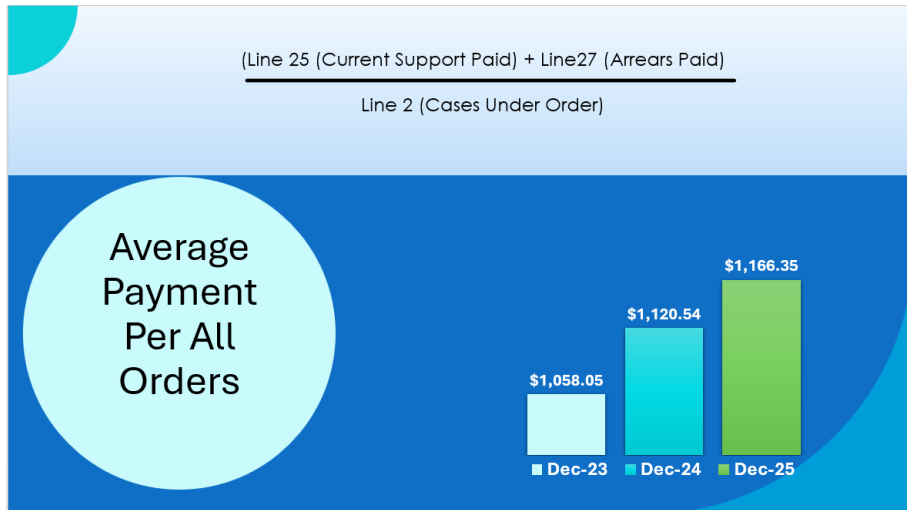 (Line 25 (Current Support Paid) + Line27 (Arrears Paid)
Line 2 (Cases Under Order)
Average
Payment
Per All
Orders
$1,166.35
$1,120.54
$1,058.05
Dec-23 Dec-24 Dec-25